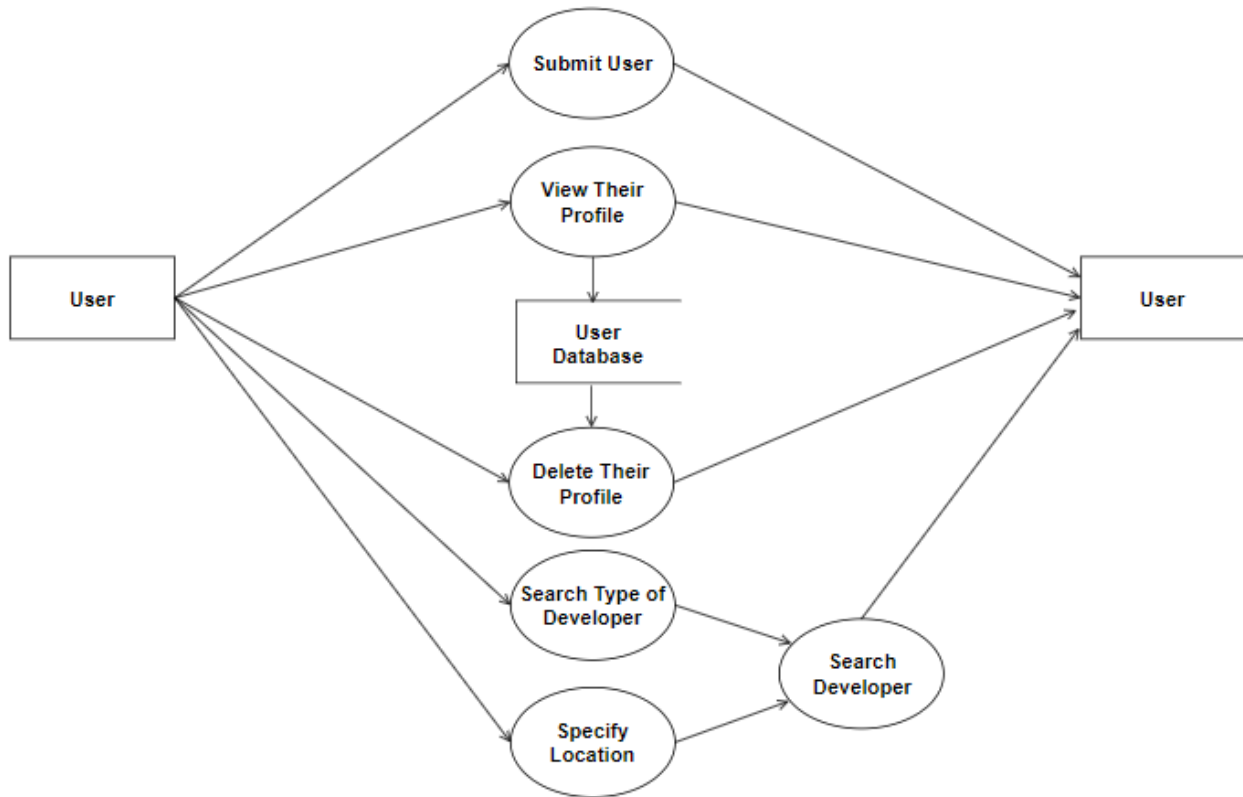 Submit User
View Their
Profile
User
User
User
Database
Delete Their
Profile
Search Type of
Developer
Search
Developer
Specify
Location